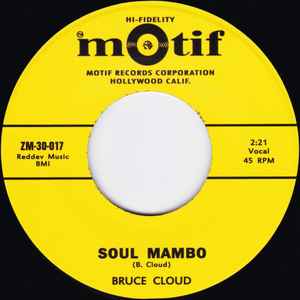 HI-FIDELITY
motif
MOTIF RECORDS CORPORATION
HOLLYWOOD CALIF.
ZM-30-017
Reddev Music
BMI
2:21
Vocal
45 RPM
SOUL MAMBO
(B. Cloud)
BRUCE CLOUD